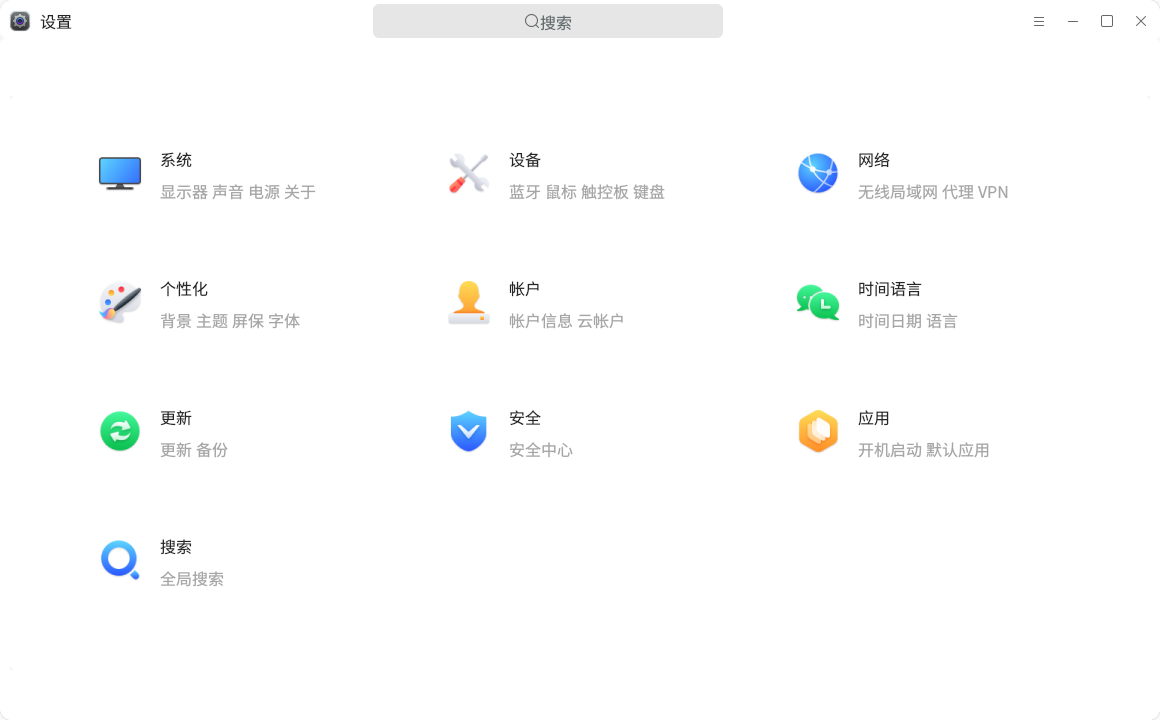 设置
搜索
系统
显示器 声音 电源 关于
设备
蓝牙 鼠标 触控板 键盘
网络
无线局域网 代理 VPN
个性化
背景 主题 屏保 字体
帐户
帐户信息 云帐户
时间语言
时间日期 语言
更新
更新 备份
安全
安全中心
应用
开机启动 默认应用
搜索
全局搜索